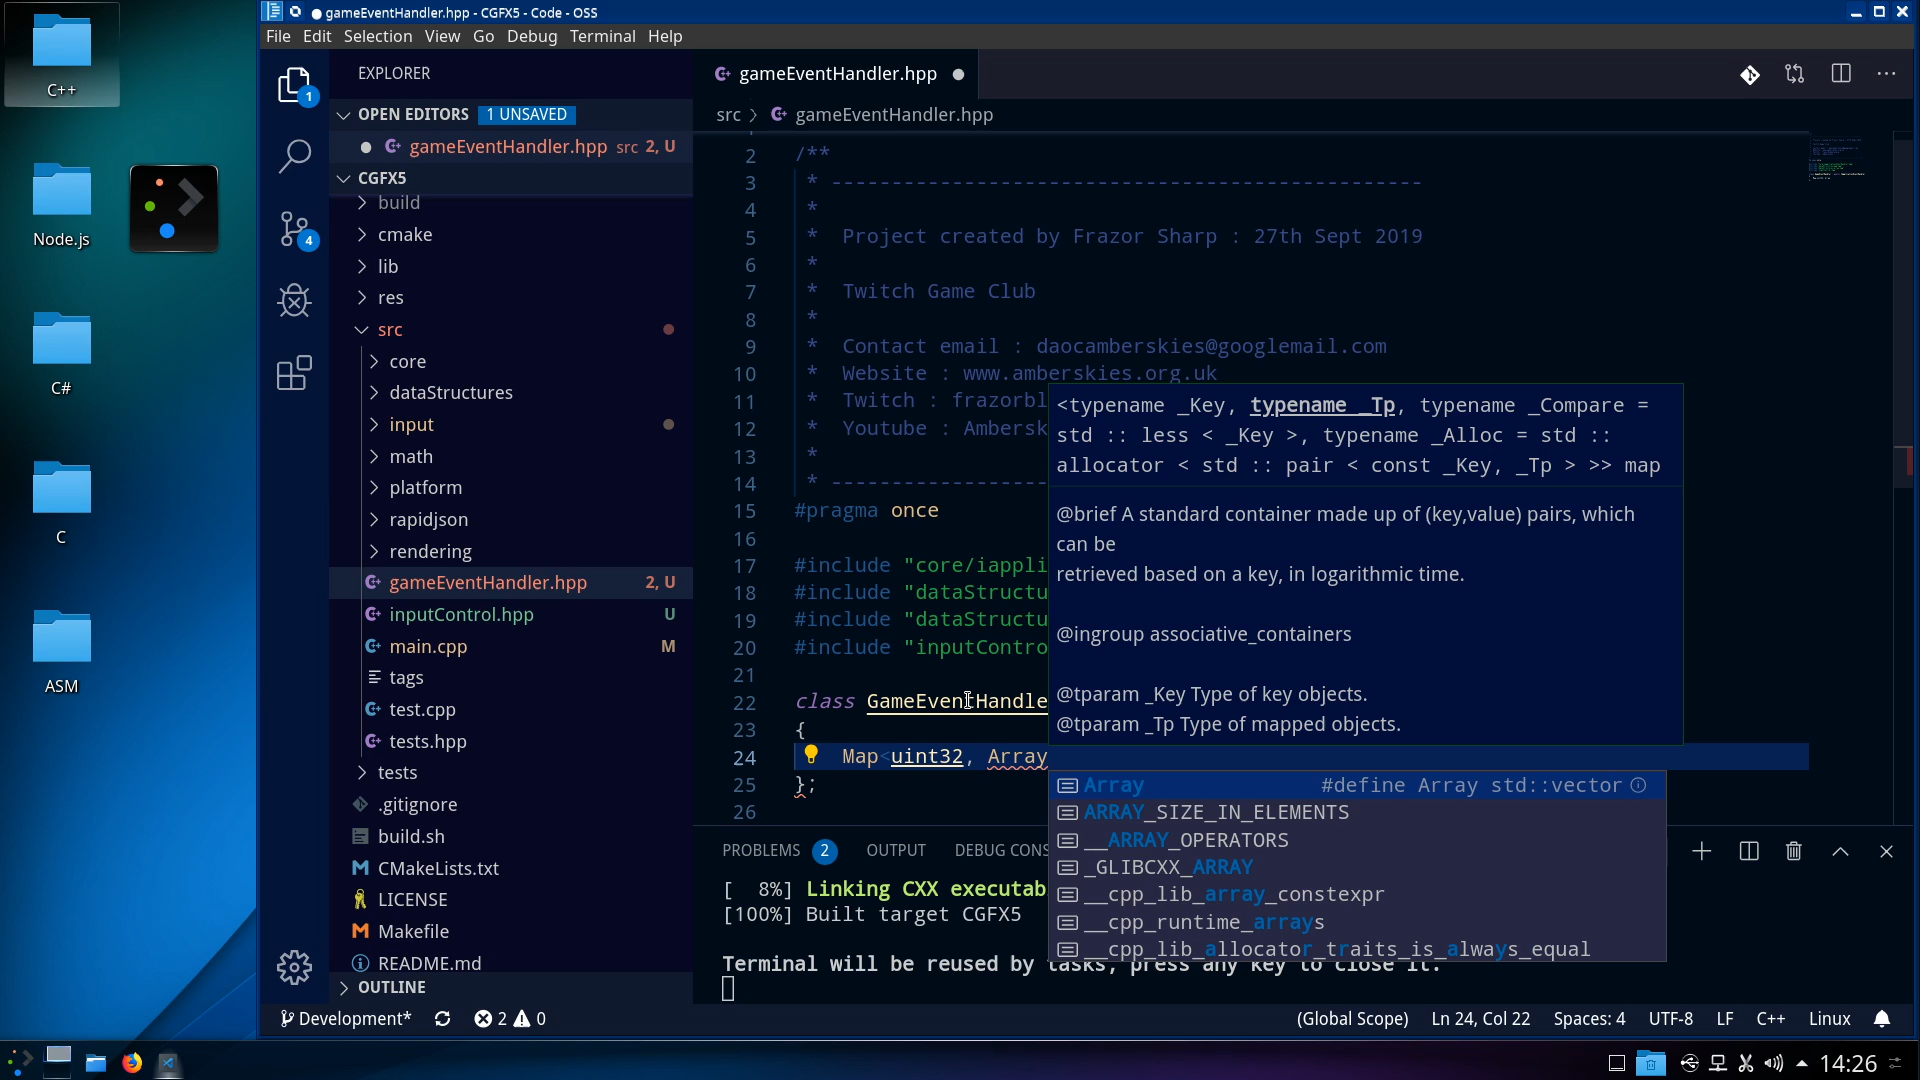 C++
Node.js
C#
C
ASM
gameEventHandler.hpp - CGFX5 - Code - OSS
File Edit Selection View Go Debug Terminal Help
EXPLORER
1
OPEN EDITORS 1 UNSAVED
gameEventHandler.hpp src 2, U
CGFX5
build
cmake
4
lib
res
src
core
dataStructures
input
math
platform
rapidjson
rendering
gameEventHandler.hpp 2, U
inputControl.hpp U
main.cpp M
tags
test.cpp
tests.hpp
tests
.gitignore
build.sh
CMakeLists.txt
LICENSE
Makefile
README.md
OUTLINE
gameEventHandler.hpp
src > gameEventHandler.hpp
2 /**
3 * -------------------------------------------------
4 *
5 * Project created by Frazor Sharp : 27th Sept 2019
6 *
7 * Twitch Game Club
8 *
9 * Contact email : daocamberskies@googlemail.com
10 * Website : www.amberskies.org.uk
11 * Twitch : frazorbl
12 * Youtube : Ambersk
13 *
14 * -----------------
15 #pragma once
16
17 #include "core/iappli
18 #include "dataStructu
19 #include "dataStructu
20 #include "inputContro
21
22 class GameEventHandle
23 {
24 Map<uint32, Array
25 };
26
<typename _Key, typename _Tp, typename _Compare =
std :: less < _Key >, typename _Alloc = std ::
allocator < std :: pair < const _Key, _Tp > >> map
@brief A standard container made up of (key,value) pairs, which
can be
retrieved based on a key, in logarithmic time.
@ingroup associative_containers
@tparam _Key Type of key objects.
@tparam _Tp Type of mapped objects.
Array #define Array std::vector
ARRAY_SIZE_IN_ELEMENTS
__ARRAY_OPERATORS
_GLIBCXX_ARRAY
__cpp_lib_array_constexpr
__cpp_runtime_arrays
__cpp_lib_allocator_traits_is_always_equal
PROBLEMS 2 OUTPUT DEBUG CONS
[ 8%] Linking CXX executab
[100%] Built target CGFX5
Terminal will be reused by tasks, press any key to close it.
Development* 2 0 (Global Scope) Ln 24, Col 22 Spaces: 4 UTF-8 LF C++ Linux
14:26